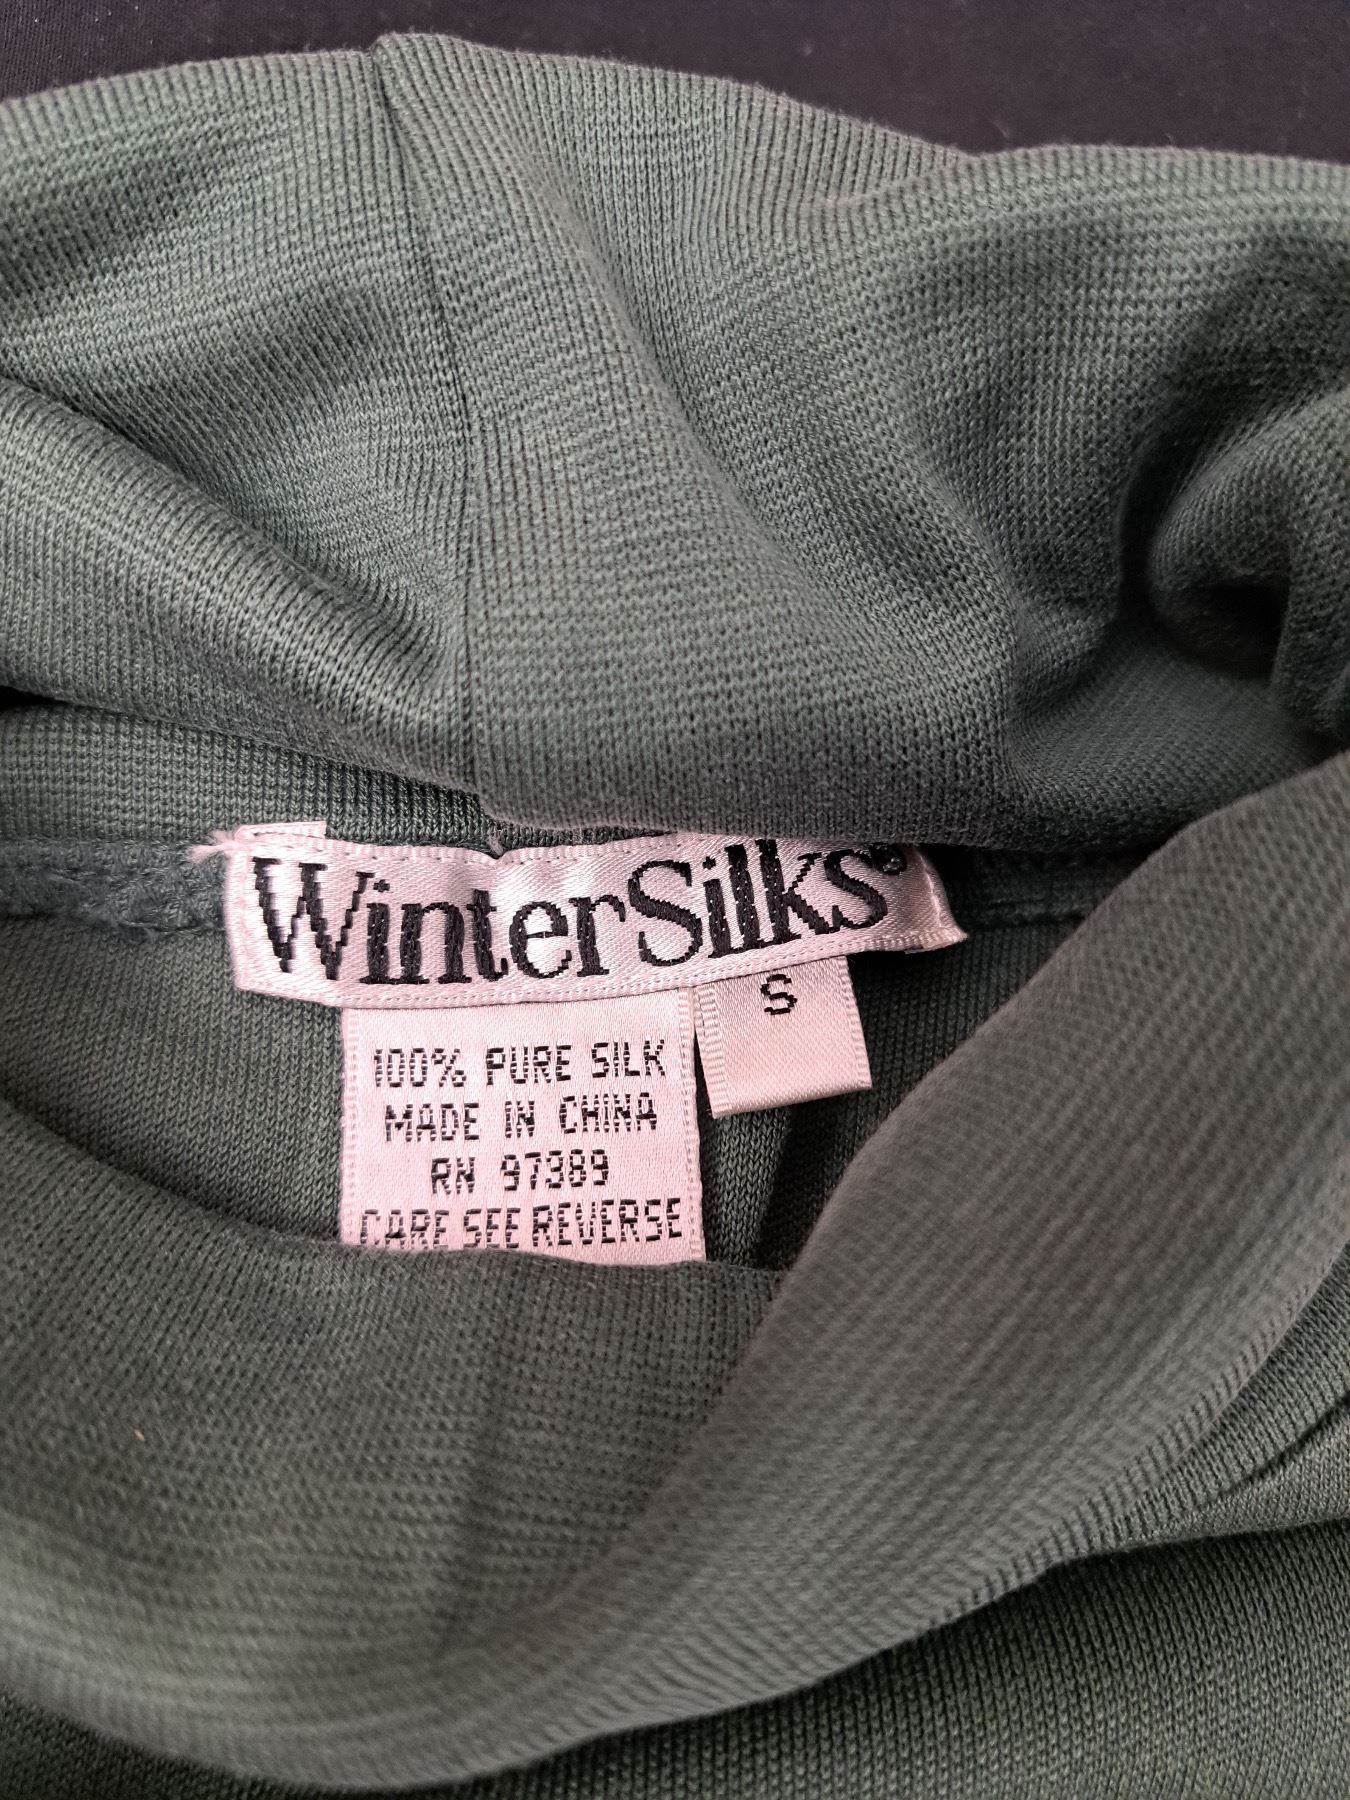 WinterSilks®
S
100% PURE SILK
MADE IN CHINA
RN 97389
CARE SEE REVERSE